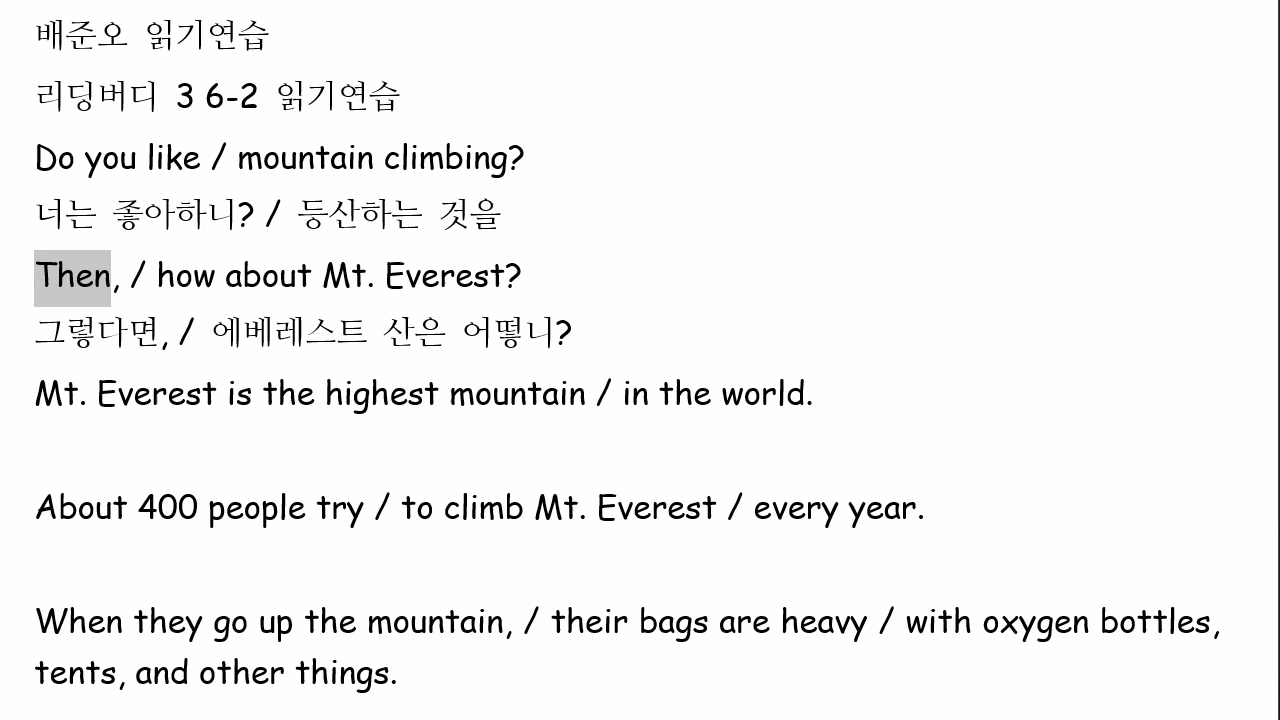 배준오 읽기연습
리딩버디 3 6-2 읽기연습
Do you like / mountain climbing?
너는 좋아하니? / 등산하는 것을
Then, / how about Mt. Everest?
그렇다면, / 에베레스트 산은 어떻니?
Mt. Everest is the highest mountain / in the world.
About 400 people try / to climb Mt. Everest / every year.
When they go up the mountain, / their bags are heavy / with oxygen bottles,
tents, and other things.